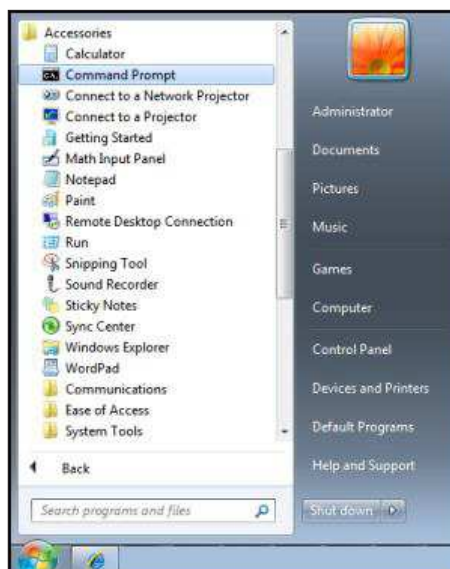 Accessories
Calculator
Command Prompt
Connect to a Network Projector
Connect to a Projector
Getting Started
Math Input Panel
Notepad
Paint
Remote Desktop Connection
Run
Snipping Tool
Sound Recorder
Sticky Notes
Sync Center
Windows Explorer
WordPad
Communications
Ease of Access
System Tools
Back
Search programs and files
Administrator
Documents
Pictures
Music
Games
Computer
Control Panel
Devices and Printers
Default Programs
Help and Support
Shut down